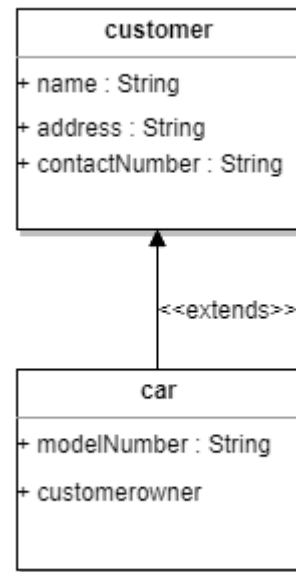 customer
+ name : String
+ address : String
+ contactNumber : String
<<extends>>
car
+ modelNumber : String
+ customerowner